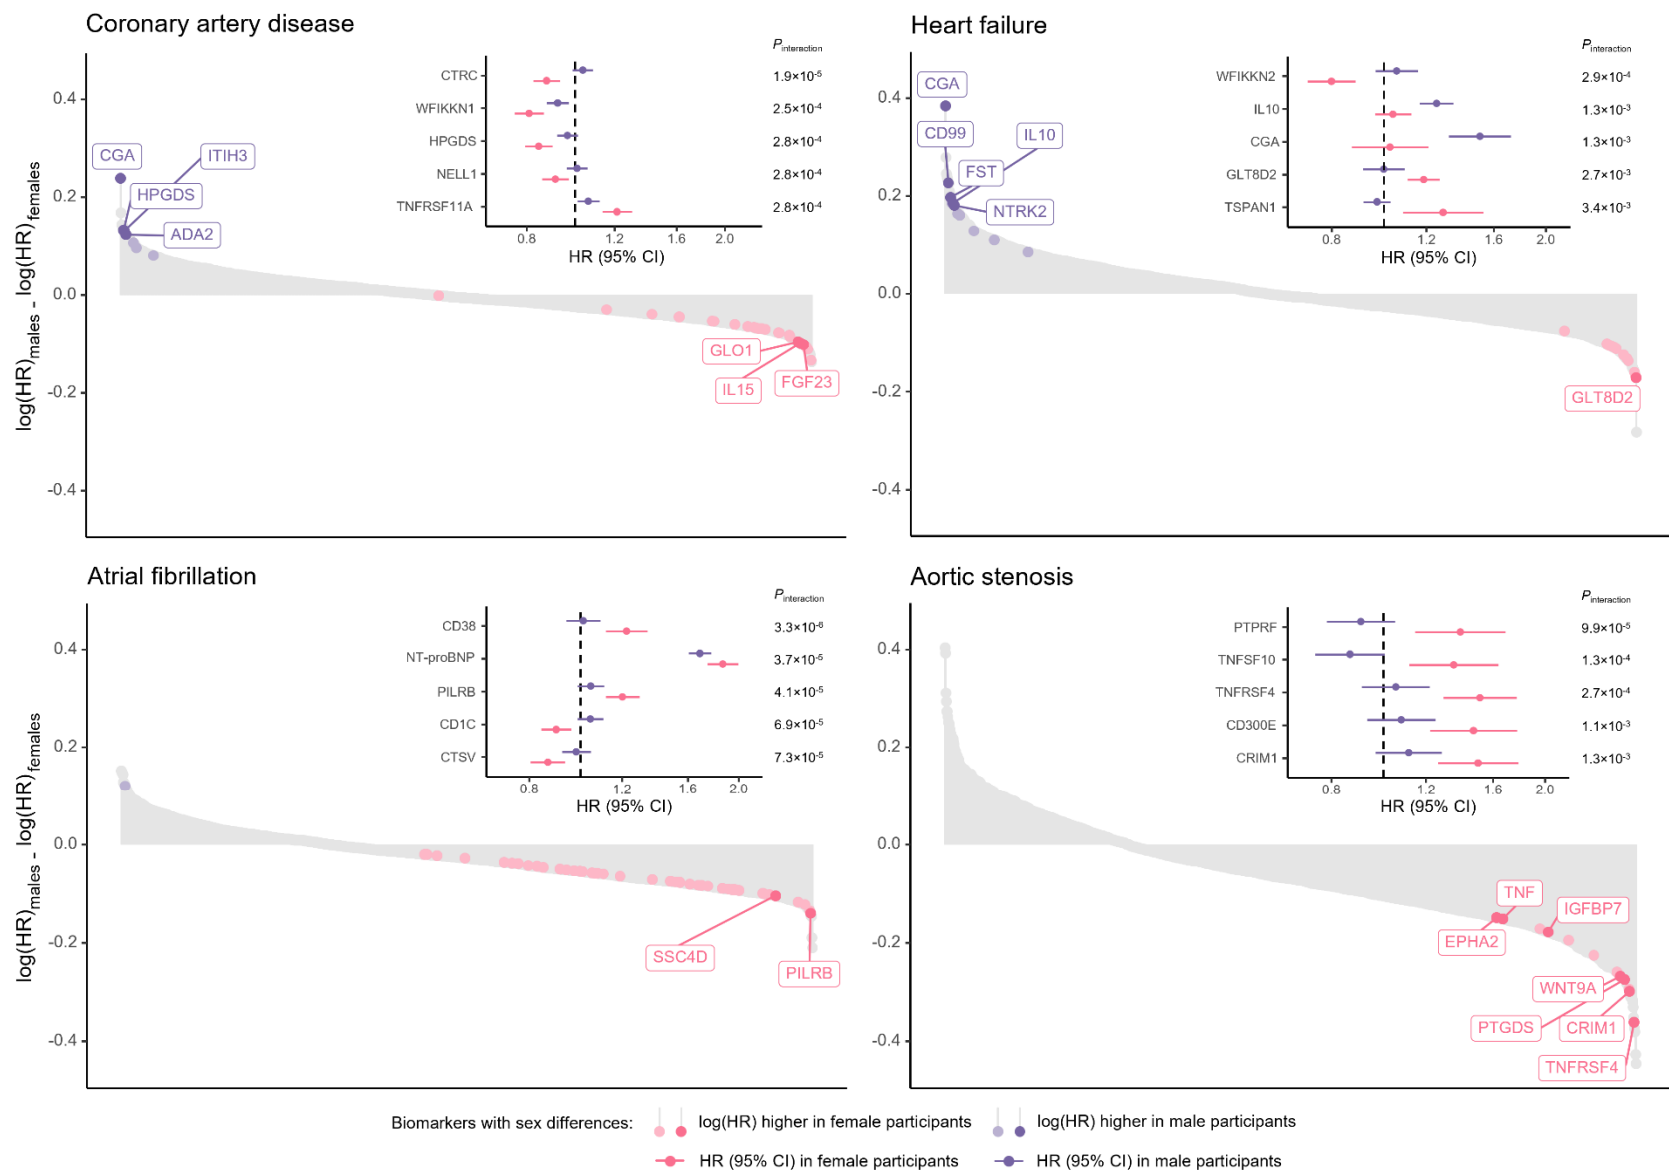 Coronary artery disease
log(HR)males - log(HR)females
0.4
0.2
0.0
-0.2
-0.4
CGA
ITIH3
HPGDS
ADA2
GLO1
IL15
FGF23
Pinteraction
CTRC 1.9×10-5
WFIKKN1 2.5×10-4
HPGDS 2.8×10-4
NELL1 2.8×10-4
TNFRSF11A 2.8×10-4
0.8 1.2 1.6 2.0
HR (95% CI)
Heart failure
0.4
0.2
0.0
-0.2
-0.4
CGA
CD99
IL10
FST
NTRK2
GLT8D2
Pinteraction
WFIKKN2 2.9×10-4
IL10 1.3×10-3
CGA 1.3×10-3
GLT8D2 2.7×10-3
TSPAN1 3.4×10-3
0.8 1.2 1.6 2.0
HR (95% CI)
Atrial fibrillation
log(HR)males - log(HR)females
0.4
0.2
0.0
-0.2
-0.4
SSC4D
PILRB
Pinteraction
CD38 3.3×10-6
NT-proBNP 3.7×10-5
PILRB 4.1×10-5
CD1C 6.9×10-5
CTSV 7.3×10-5
0.8 1.2 1.6 2.0
HR (95% CI)
Aortic stenosis
0.4
0.2
0.0
-0.2
-0.4
TNF
IGFBP7
EPHA2
WNT9A
PTGDS
CRIM1
TNFRSF4
Pinteraction
PTPRF 9.9×10-5
TNFSF10 1.3×10-4
TNFRSF4 2.7×10-4
CD300E 1.1×10-3
CRIM1 1.3×10-3
0.8 1.2 1.6 2.0
HR (95% CI)
Biomarkers with sex differences: log(HR) higher in female participants log(HR) higher in male participants
HR (95% CI) in female participants HR (95% CI) in male participants